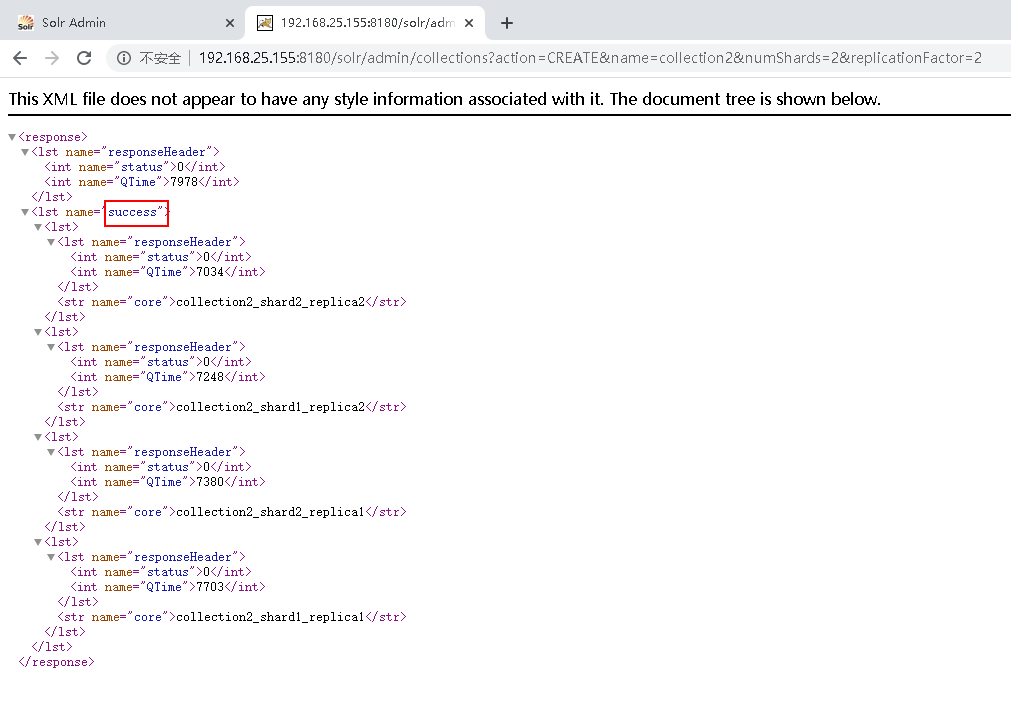 Solr Admin
192.168.25.155:8180/solr/adm
不安全
192.168.25.155:8180/solr/admin/collections?action=CREATE&name=collection2&numShards=2&replicationFactor=2
This XML file does not appear to have any style information associated with it. The document tree is shown below.
<response>
<lst name="responseHeader">
<int name="status">0</int>
<int name="QTime">7978</int>
</lst>
<lst name="success">
<lst>
<lst name="responseHeader">
<int name="status">0</int>
<int name="QTime">7034</int>
</lst>
<str name="core">collection2_shard2_replica2</str>
</lst>
<lst>
<lst name="responseHeader">
<int name="status">0</int>
<int name="QTime">7248</int>
</lst>
<str name="core">collection2_shard1_replica2</str>
</lst>
<lst>
<lst name="responseHeader">
<int name="status">0</int>
<int name="QTime">7380</int>
</lst>
<str name="core">collection2_shard2_replica1</str>
</lst>
<lst>
<lst name="responseHeader">
<int name="status">0</int>
<int name="QTime">7703</int>
</lst>
<str name="core">collection2_shard1_replica1</str>
</lst>
</lst>
</response>